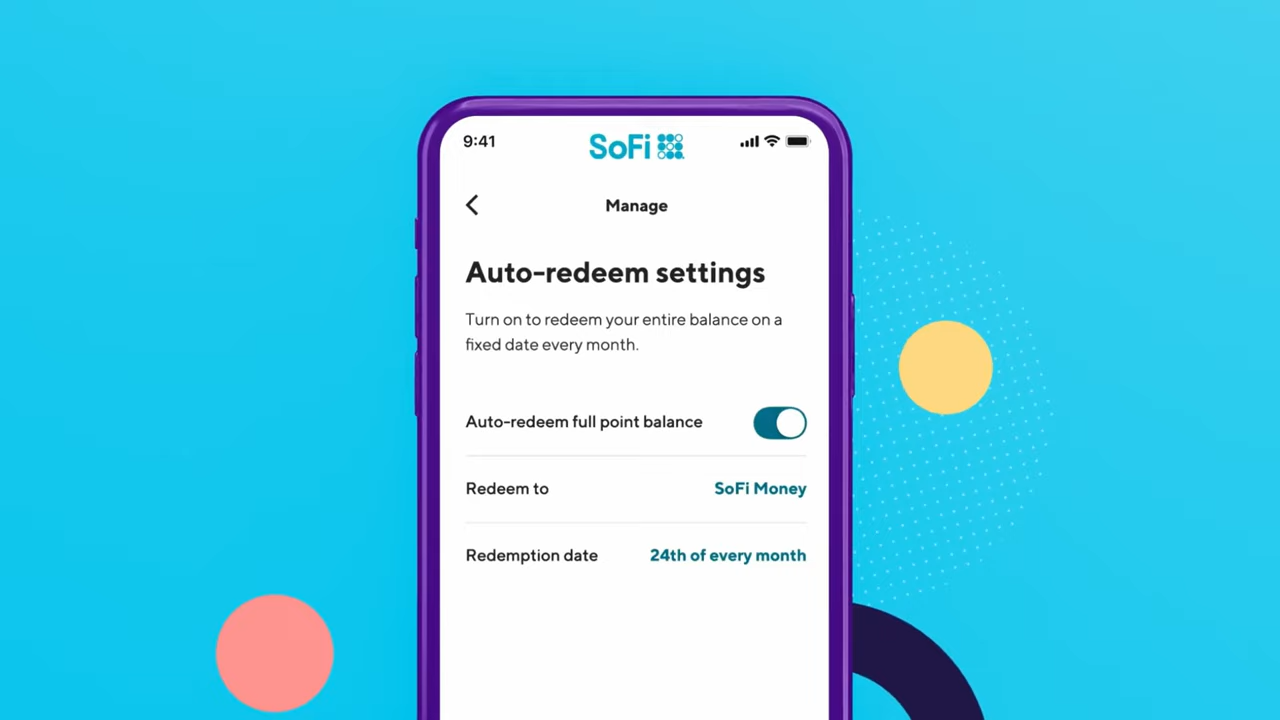 9:41
SoFi
Manage
Auto-redeem settings
Turn on to redeem your entire balance on a
fixed date every month.
Auto-redeem full point balance
Redeem to SoFi Money
Redemption date 24th of every month